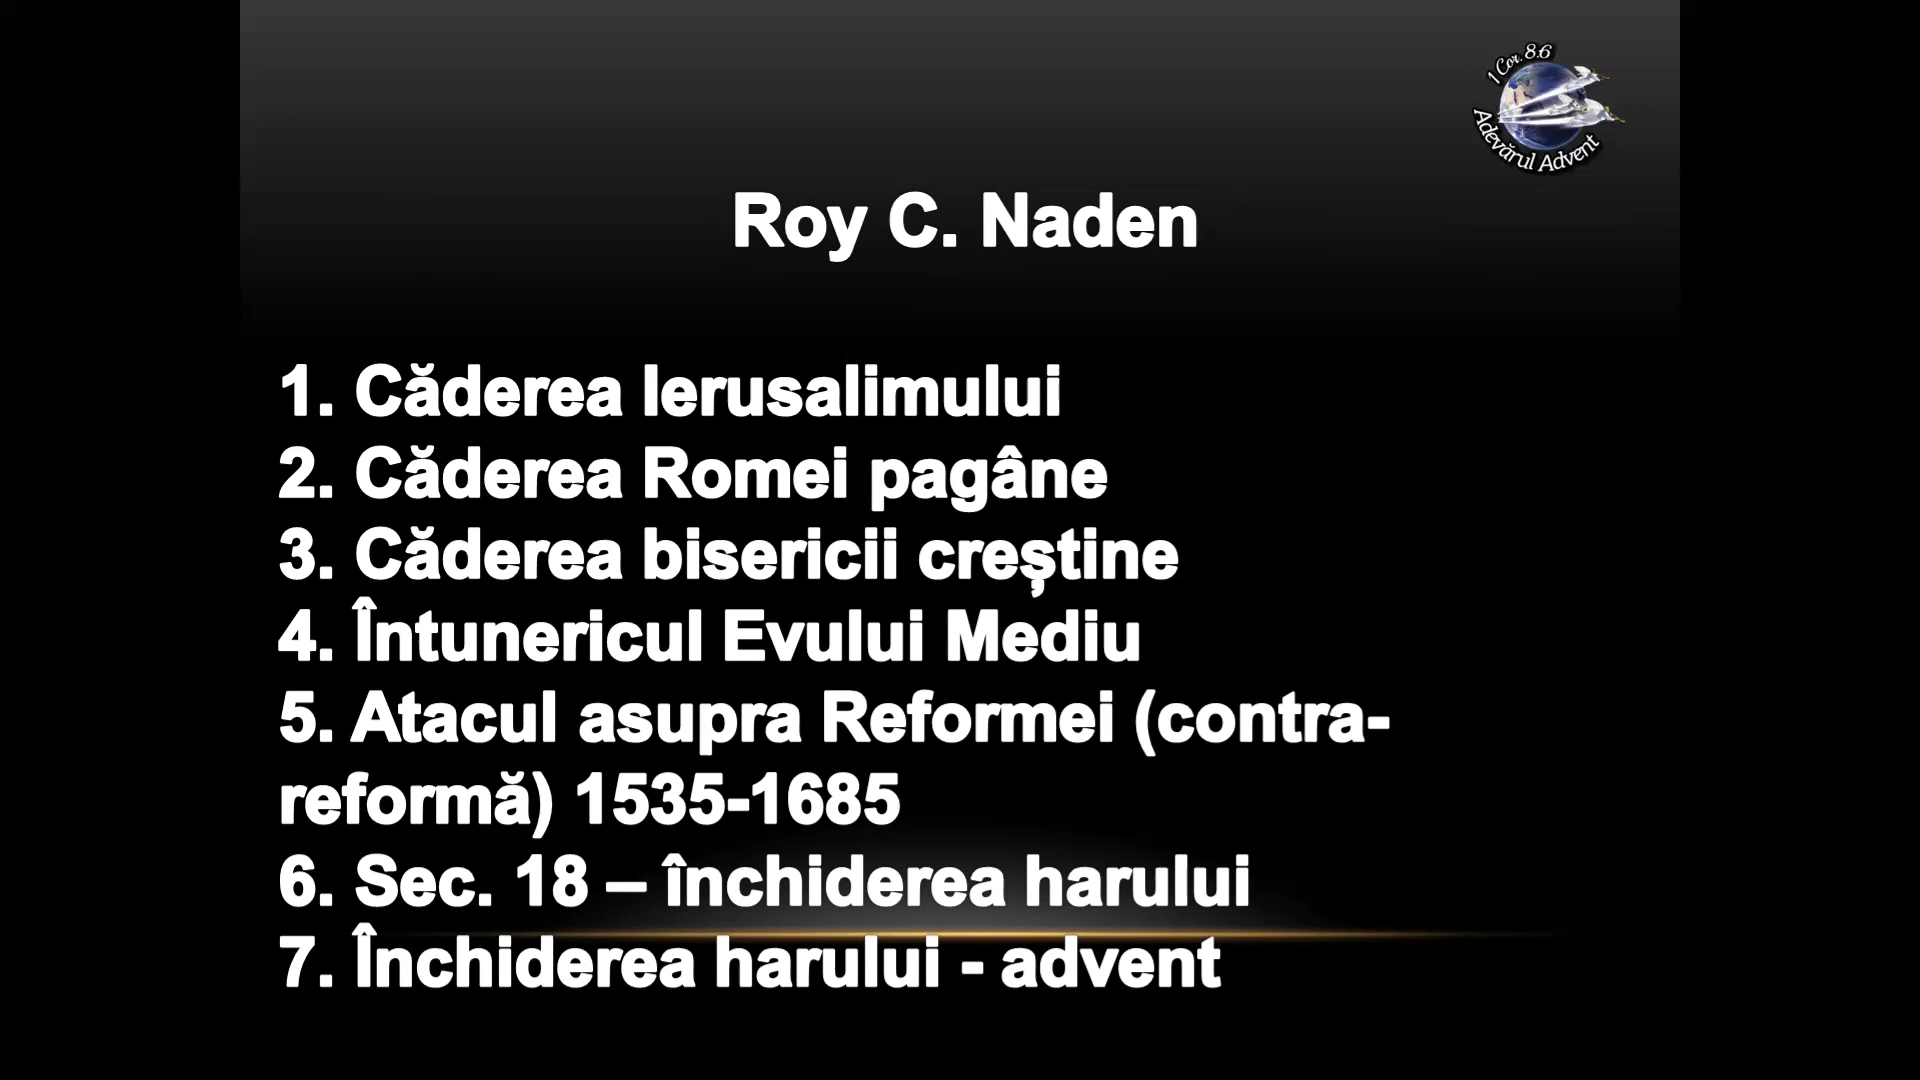 1 Cor. 8:6
Adevărul Advent
Roy C. Naden
1. Căderea Ierusalimului
2. Căderea Romei pagâne
3. Căderea bisericii creștine
4. Întunericul Evului Mediu
5. Atacul asupra Reformei (contra-
reformă) 1535-1685
6. Sec. 18 – închiderea harului
7. Închiderea harului - advent